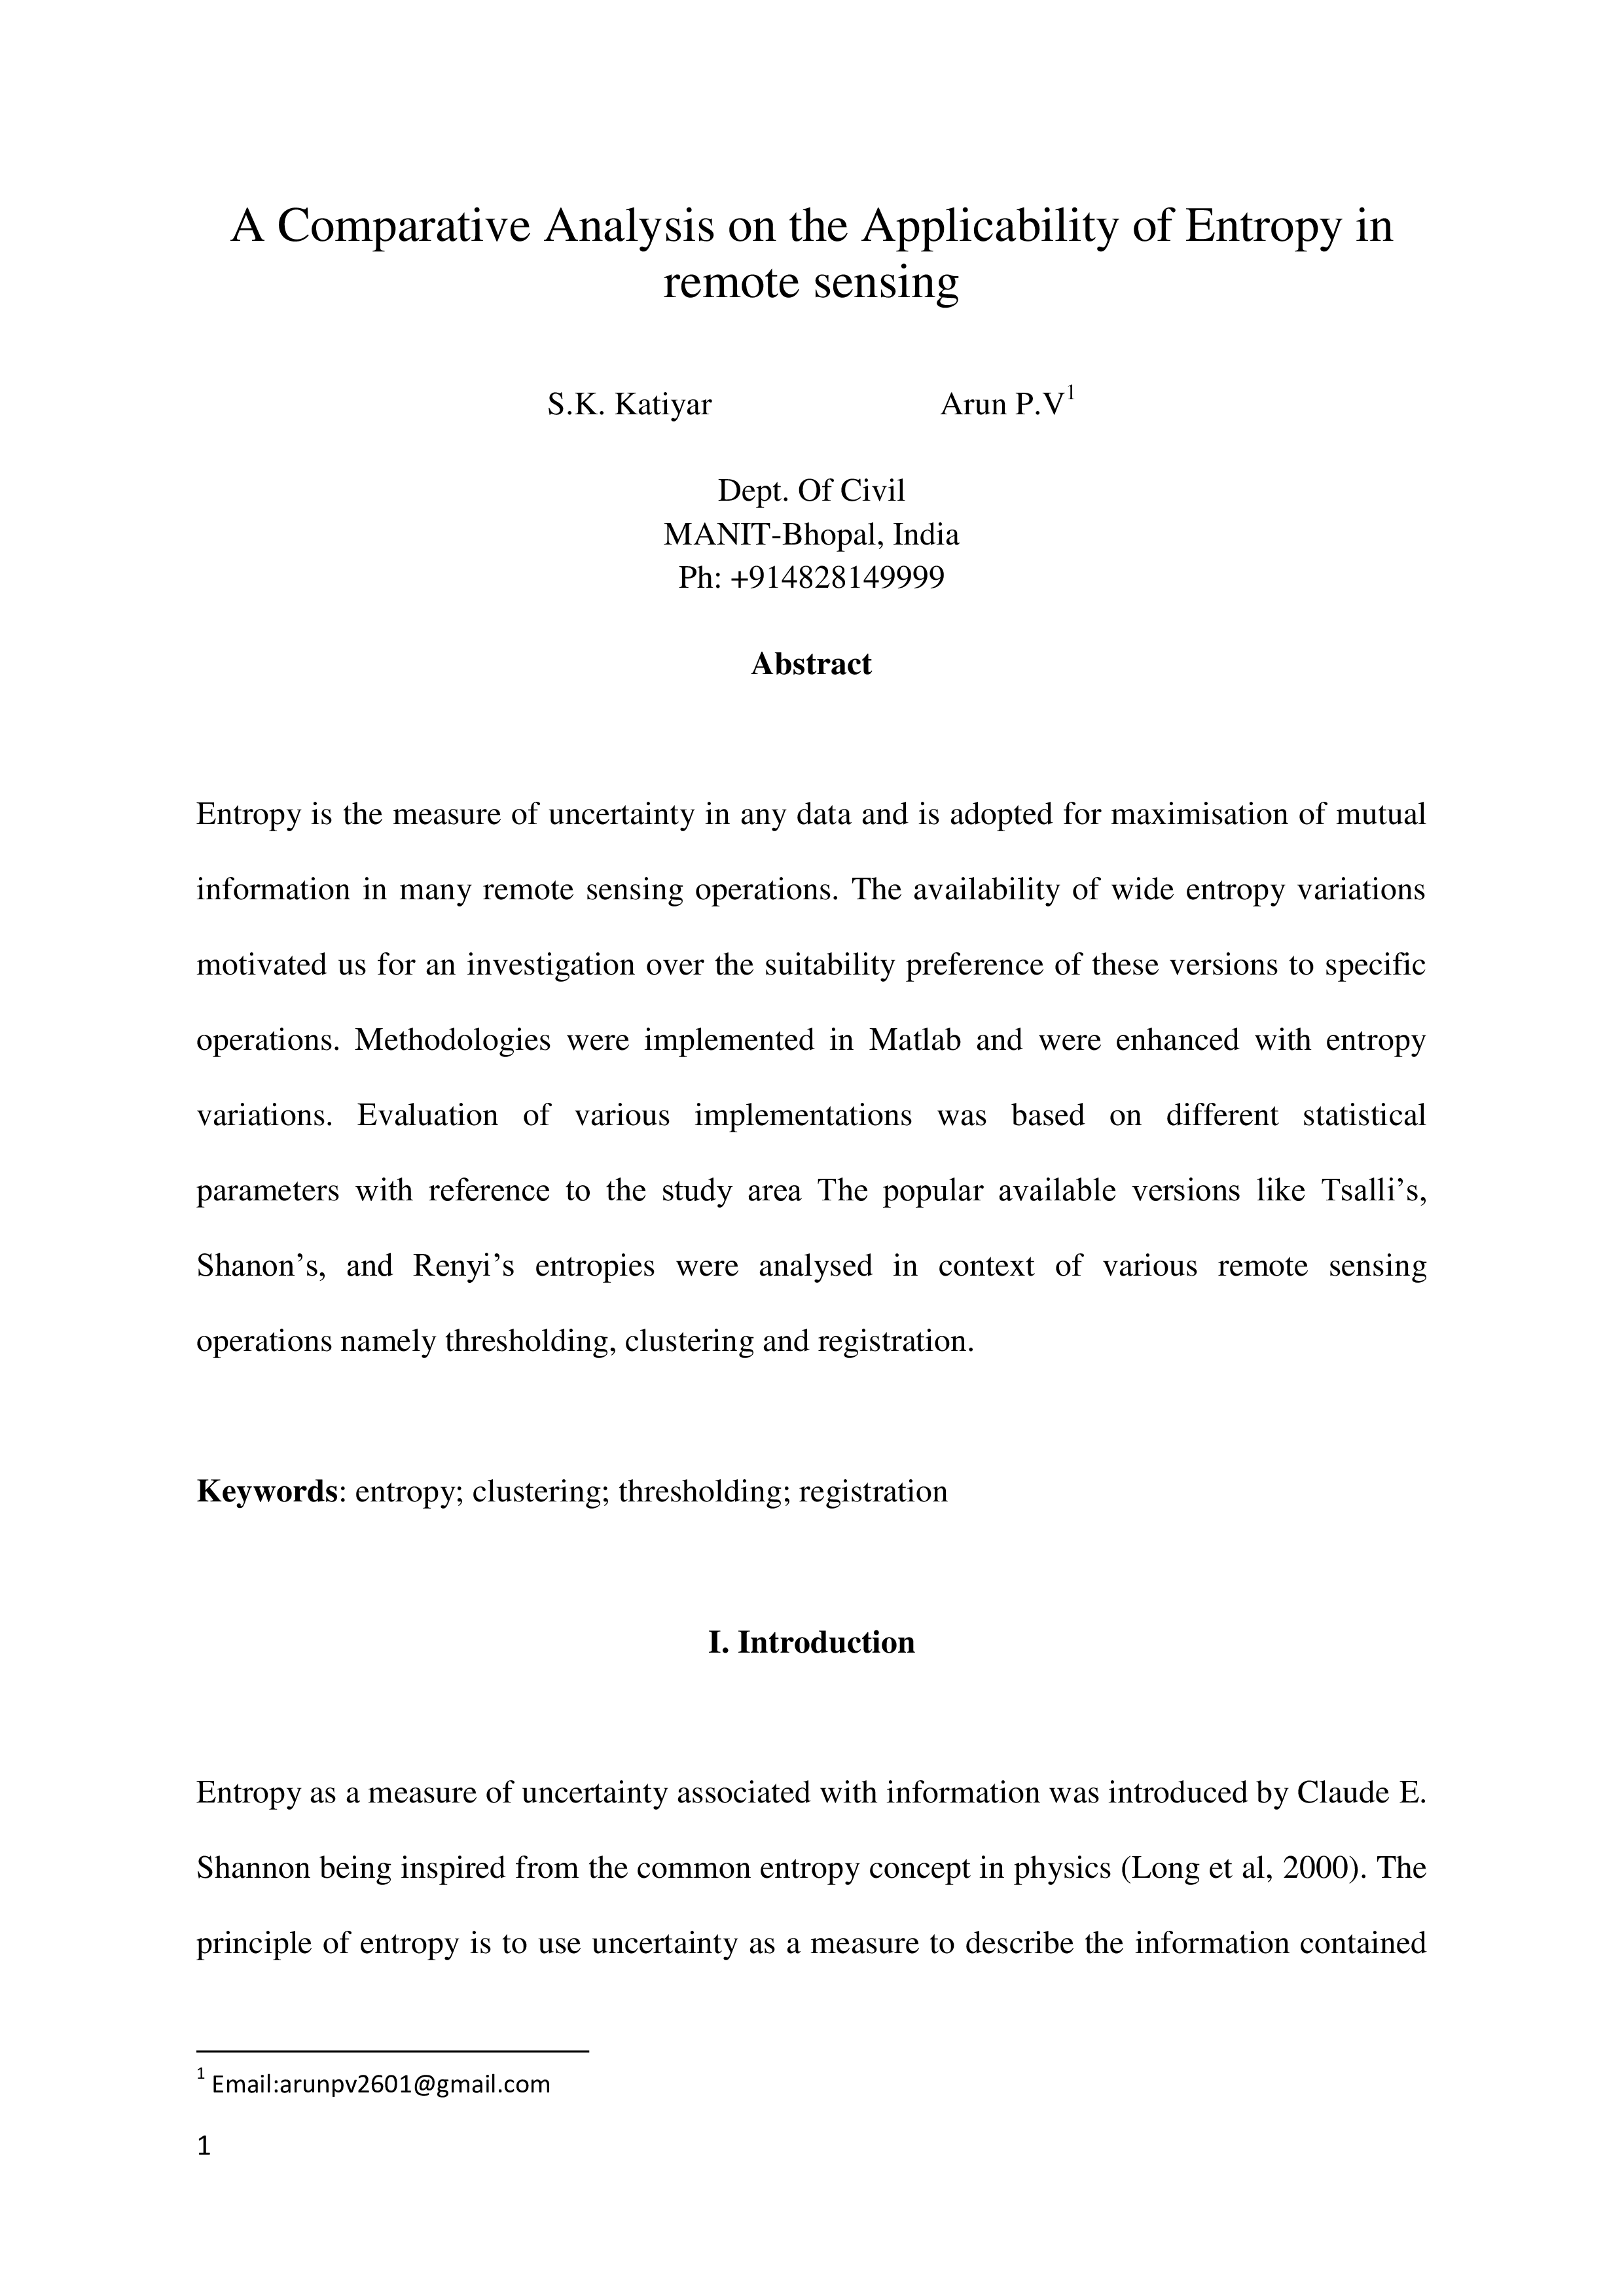 A Comparative Analysis on the Applicability of Entropy in
remote sensing
S.K. Katiyar Arun P.V1
Dept. Of Civil
MANIT-Bhopal, India
Ph: +914828149999
Abstract
Entropy is the measure of uncertainty in any data and is adopted for maximisation of mutual
information in many remote sensing operations. The availability of wide entropy variations
motivated us for an investigation over the suitability preference of these versions to specific
operations. Methodologies were implemented in Matlab and were enhanced with entropy
variations. Evaluation of various implementations was based on different statistical
parameters with reference to the study area The popular available versions like Tsalli’s,
Shanon’s, and Renyi’s entropies were analysed in context of various remote sensing
operations namely thresholding, clustering and registration.
Keywords: entropy; clustering; thresholding; registration
I. Introduction
Entropy as a measure of uncertainty associated with information was introduced by Claude E.
Shannon being inspired from the common entropy concept in physics (Long et al, 2000). The
principle of entropy is to use uncertainty as a measure to describe the information contained
1 Email:arunpv2601@gmail.com
1